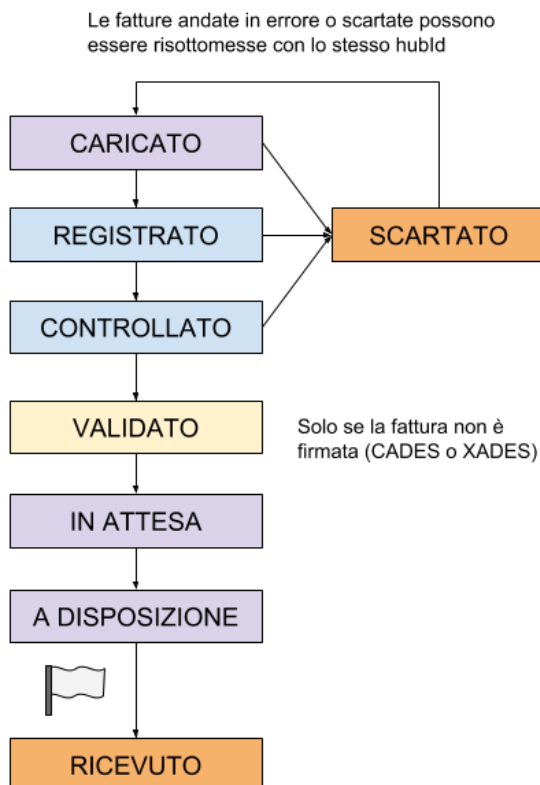 Le fatture andate in errore o scartate possono
essere risottomesse con lo stesso hubId
CARICATO
REGISTRATO
SCARTATO
CONTROLLATO
VALIDATO
Solo se la fattura non è
firmata (CADES o XADES)
IN ATTESA
A DISPOSIZIONE
RICEVUTO